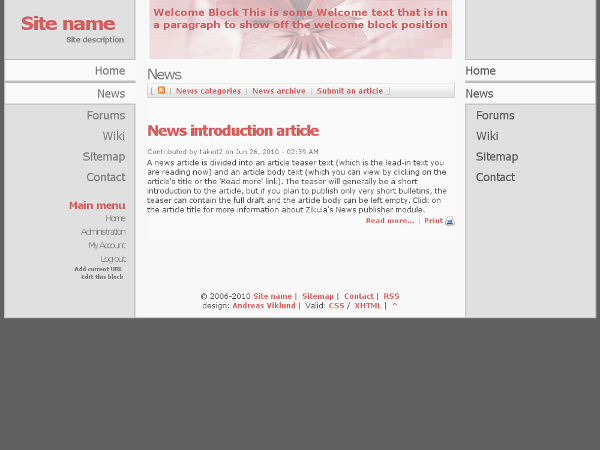 Site name
Site description
Home
News
Forums
Wiki
Sitemap
Contact
Main menu
Home
Administration
My Account
Log out
Add current URL
Edit this block
Welcome Block This is some Welcome text that is in
a paragraph to show off the welcome block position
News
[ | News categories | News archive | Submit an article ]
News introduction article
Contributed by takeit2 on Jun 26, 2010 - 02:39 AM
A news article is divided into an article teaser text (which is the lead-in text you
are reading now) and an article body text (which you can view by clicking on the
article's title or the 'Read more' link). The teaser will generally be a short
introduction to the article, but if you plan to publish only very short bulletins, the
teaser can contain the full draft and the article body can be left empty. Click on
the article title for more information about Zikula's News publisher module.
Read more... | Print
© 2006-2010 Site name | Sitemap | Contact | RSS
design: Andreas Viklund | Valid: CSS / XHTML | ^
Home
News
Forums
Wiki
Sitemap
Contact